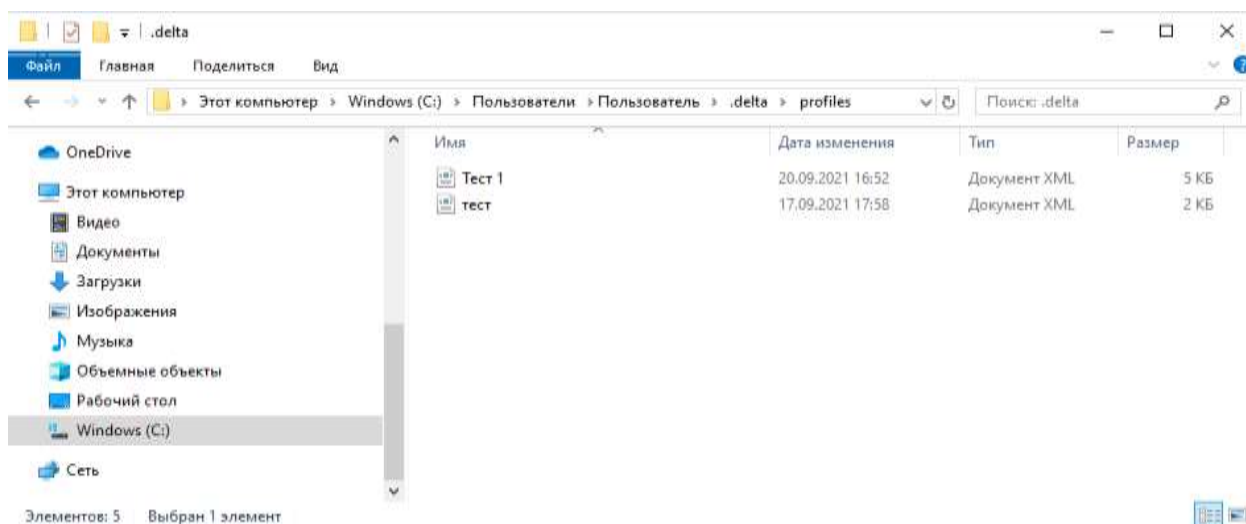 .delta
Файл Главная Поделиться Вид
Этот компьютер › Windows (C:) › Пользователи › Пользователь › .delta › profiles Поиск: .delta
Имя Дата изменения Тип Размер
OneDrive
Этот компьютер
Видео
Документы
Загрузки
Изображения
Музыка
Объемные объекты
Рабочий стол
Windows (C:)
Сеть
Тест 1 20.09.2021 16:52 Документ XML 5 КБ
тест 17.09.2021 17:58 Документ XML 2 КБ
Элементов: 5 Выбран 1 элемент